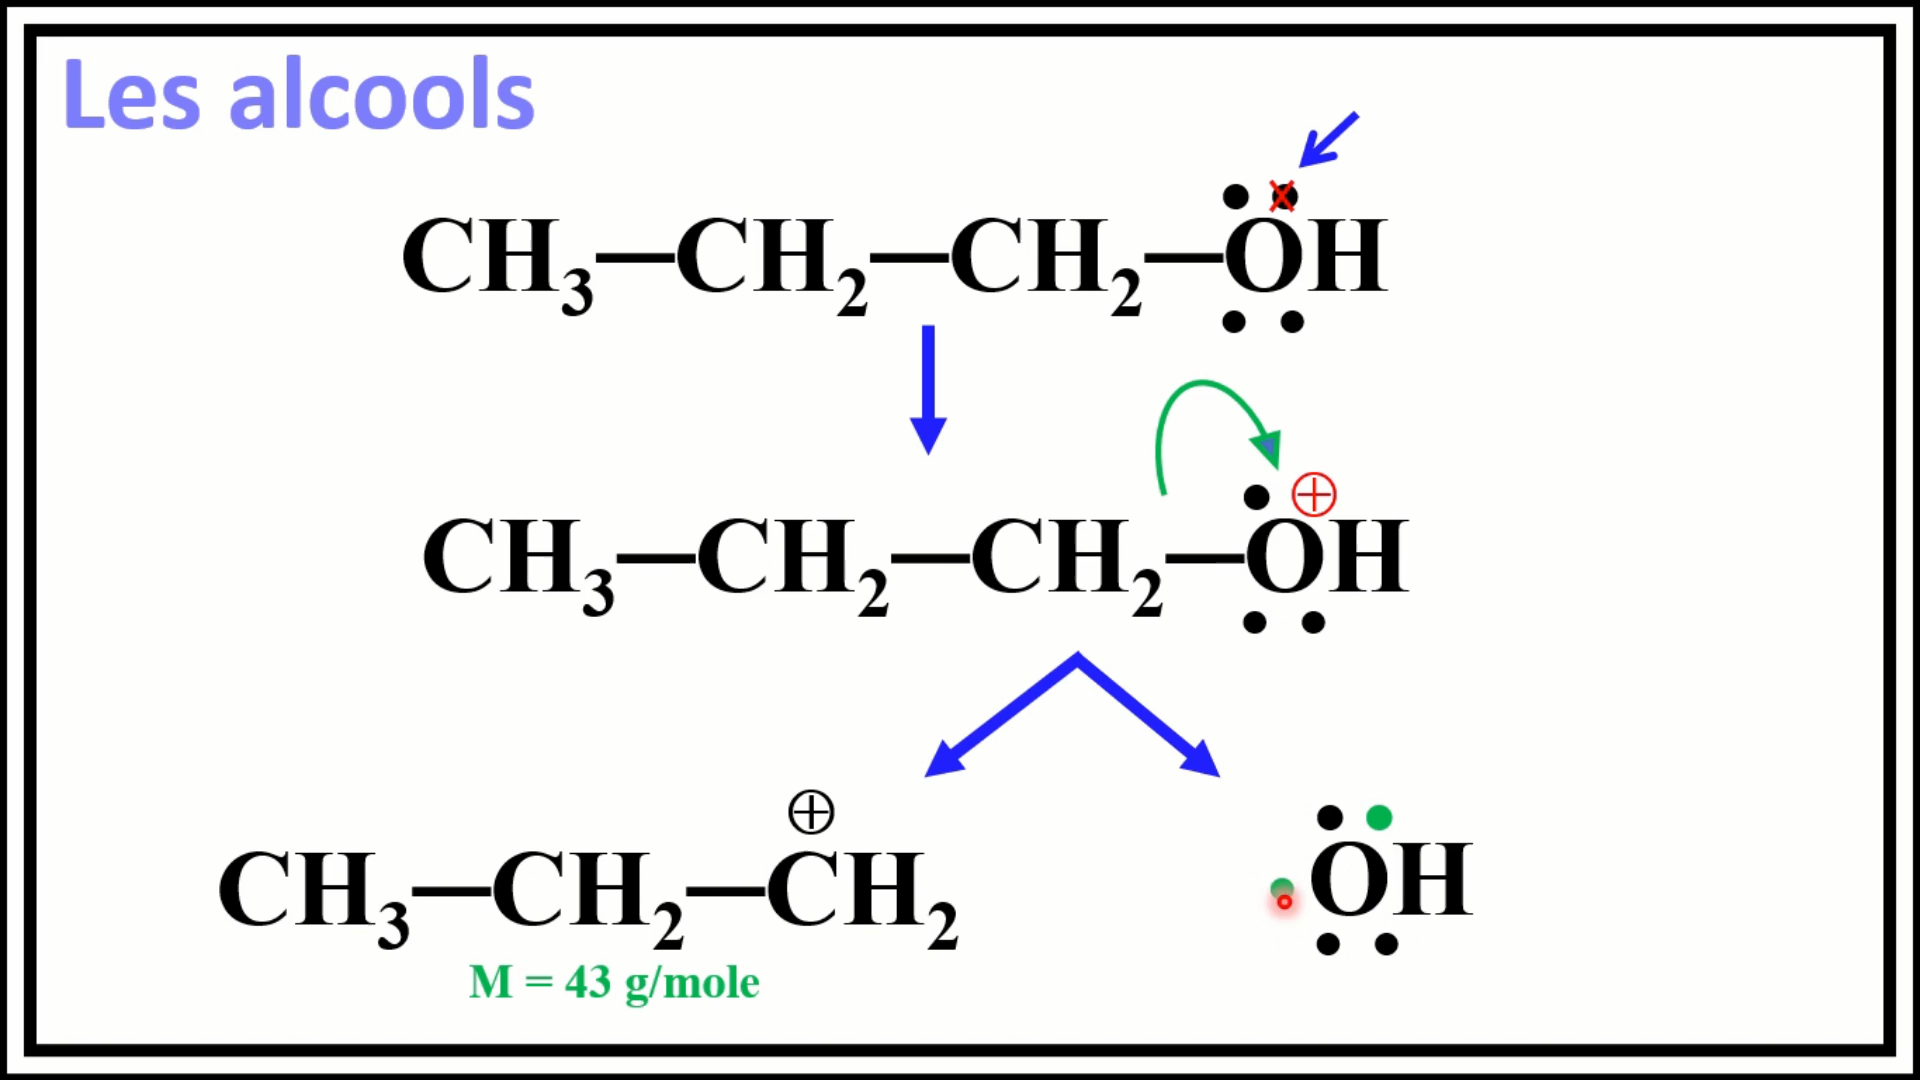 Les alcools
CH₃—CH₂—CH₂—OH
CH₃—CH₂—CH₂—OH
⊕
⊕
CH₃—CH₂—CH₂
OH
M = 43 g/mole